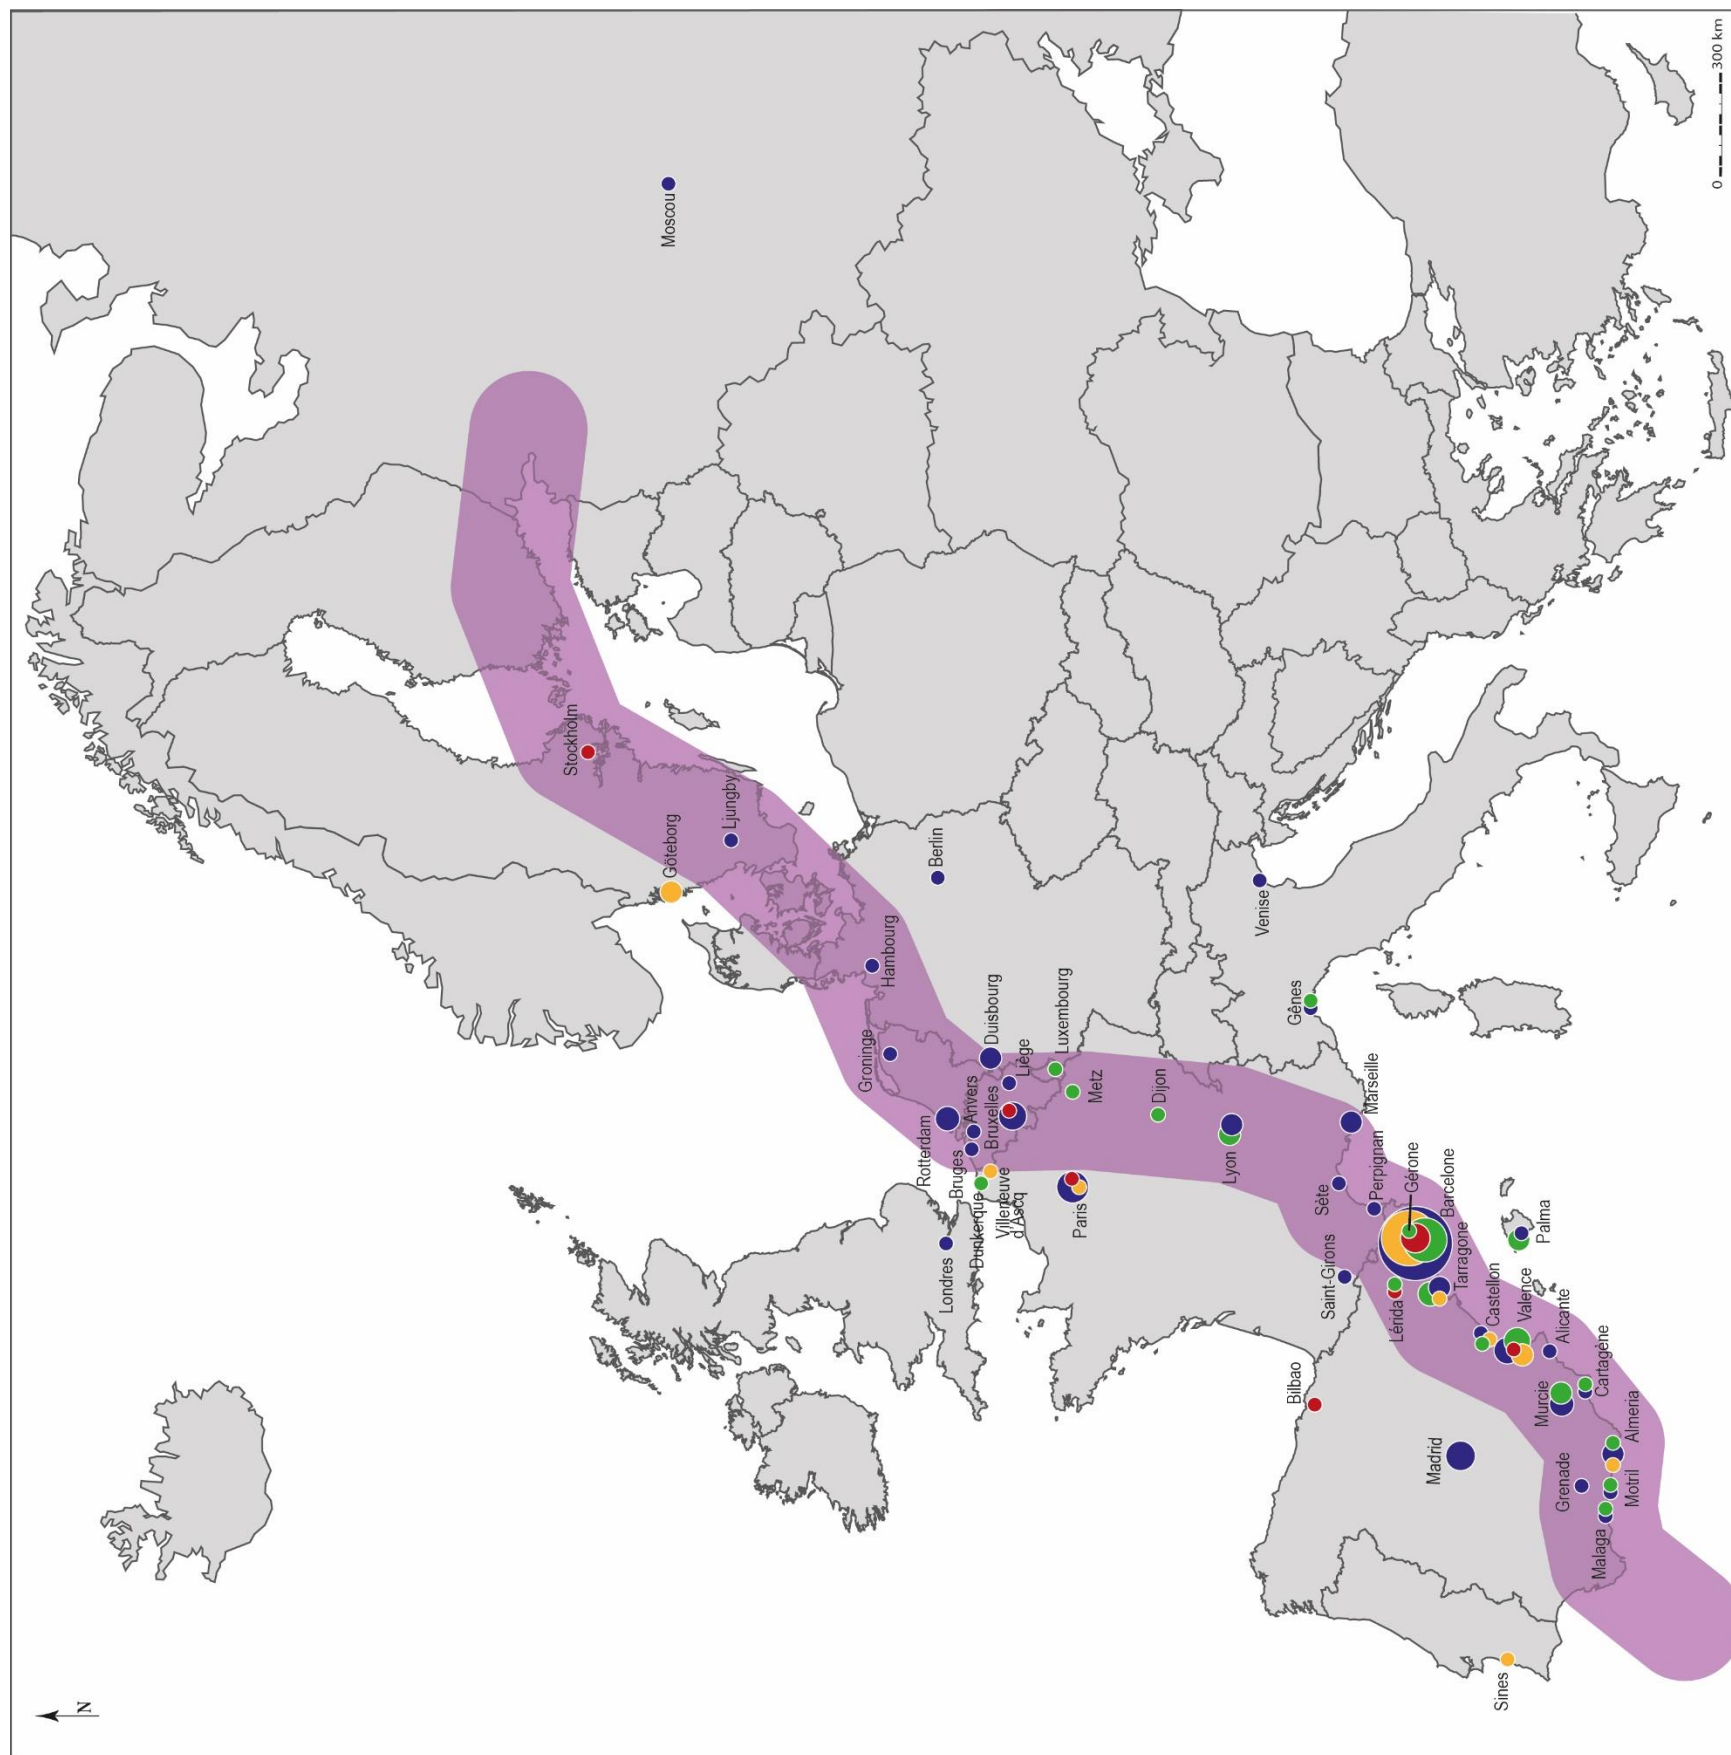 N
Moscou
Stockholm
Göteborg
Ljungby
Hambourg
Berlin
Groninge
Rotterdam
Londres
Bruges
Anvers
Duisbourg
Bruxelles
Liège
Dunkerque
Villeneuve
d'Ascq
Luxembourg
Paris
Metz
Dijon
Lyon
Venise
Gênes
Marseille
Sète
Perpignan
Saint-Girons
Bilbao
Gérone
Barcelone
Lérida
Tarragone
Madrid
Castellon
Valence
Palma
Sines
Alicante
Murcie
Cartagène
Grenade
Almeria
Motril
Malaga
0 300 km